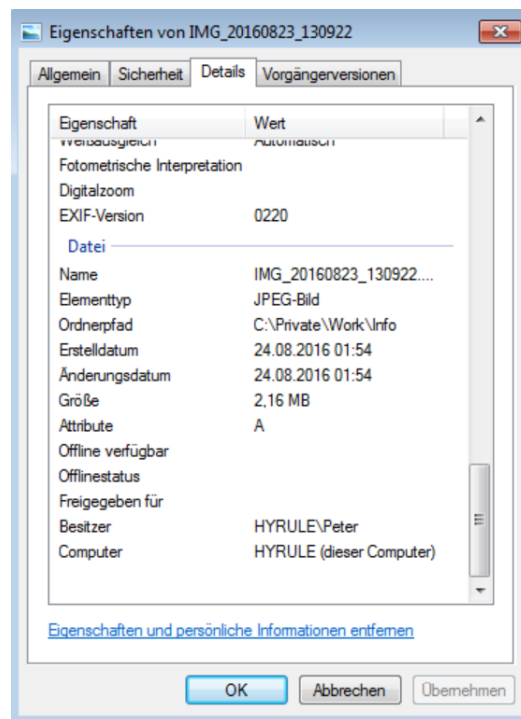 Eigenschaften von IMG_20160823_130922
Allgemein Sicherheit Details Vorgängerversionen
Eigenschaft Wert
Weißausgleich Automatisch
Fotometrische Interpretation
Digitalzoom
EXIF-Version 0220
Datei
Name IMG_20160823_130922....
Elementtyp JPEG-Bild
Ordnerpfad C:\Private\Work\Info
Erstelldatum 24.08.2016 01:54
Änderungsdatum 24.08.2016 01:54
Größe 2,16 MB
Attribute A
Offline verfügbar
Offlinestatus
Freigegeben für
Besitzer HYRULE\Peter
Computer HYRULE (dieser Computer)
Eigenschaften und persönliche Informationen entfernen
OK Abbrechen Übernehmen